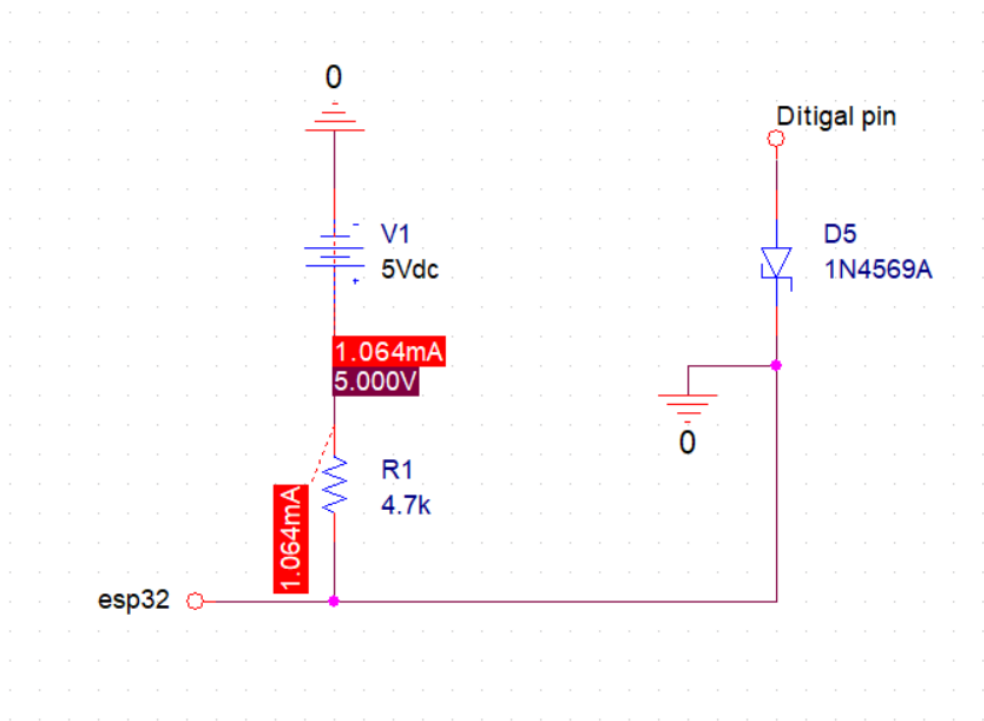 0
Ditigal pin
V1
5Vdc
-
+
D5
1N4569A
1.064mA
5.000V
0
R1
4.7k
1.064mA
esp32